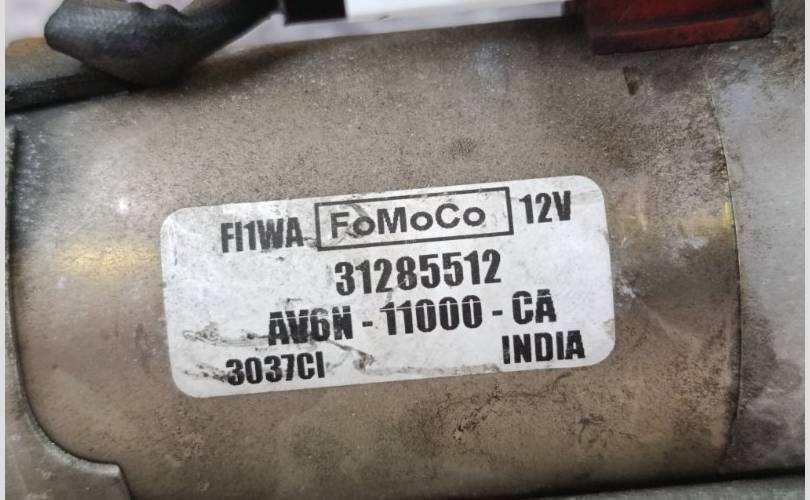 FI1WA FoMoCo 12V
31285512
AV6N - 11000 - CA
3037CI INDIA